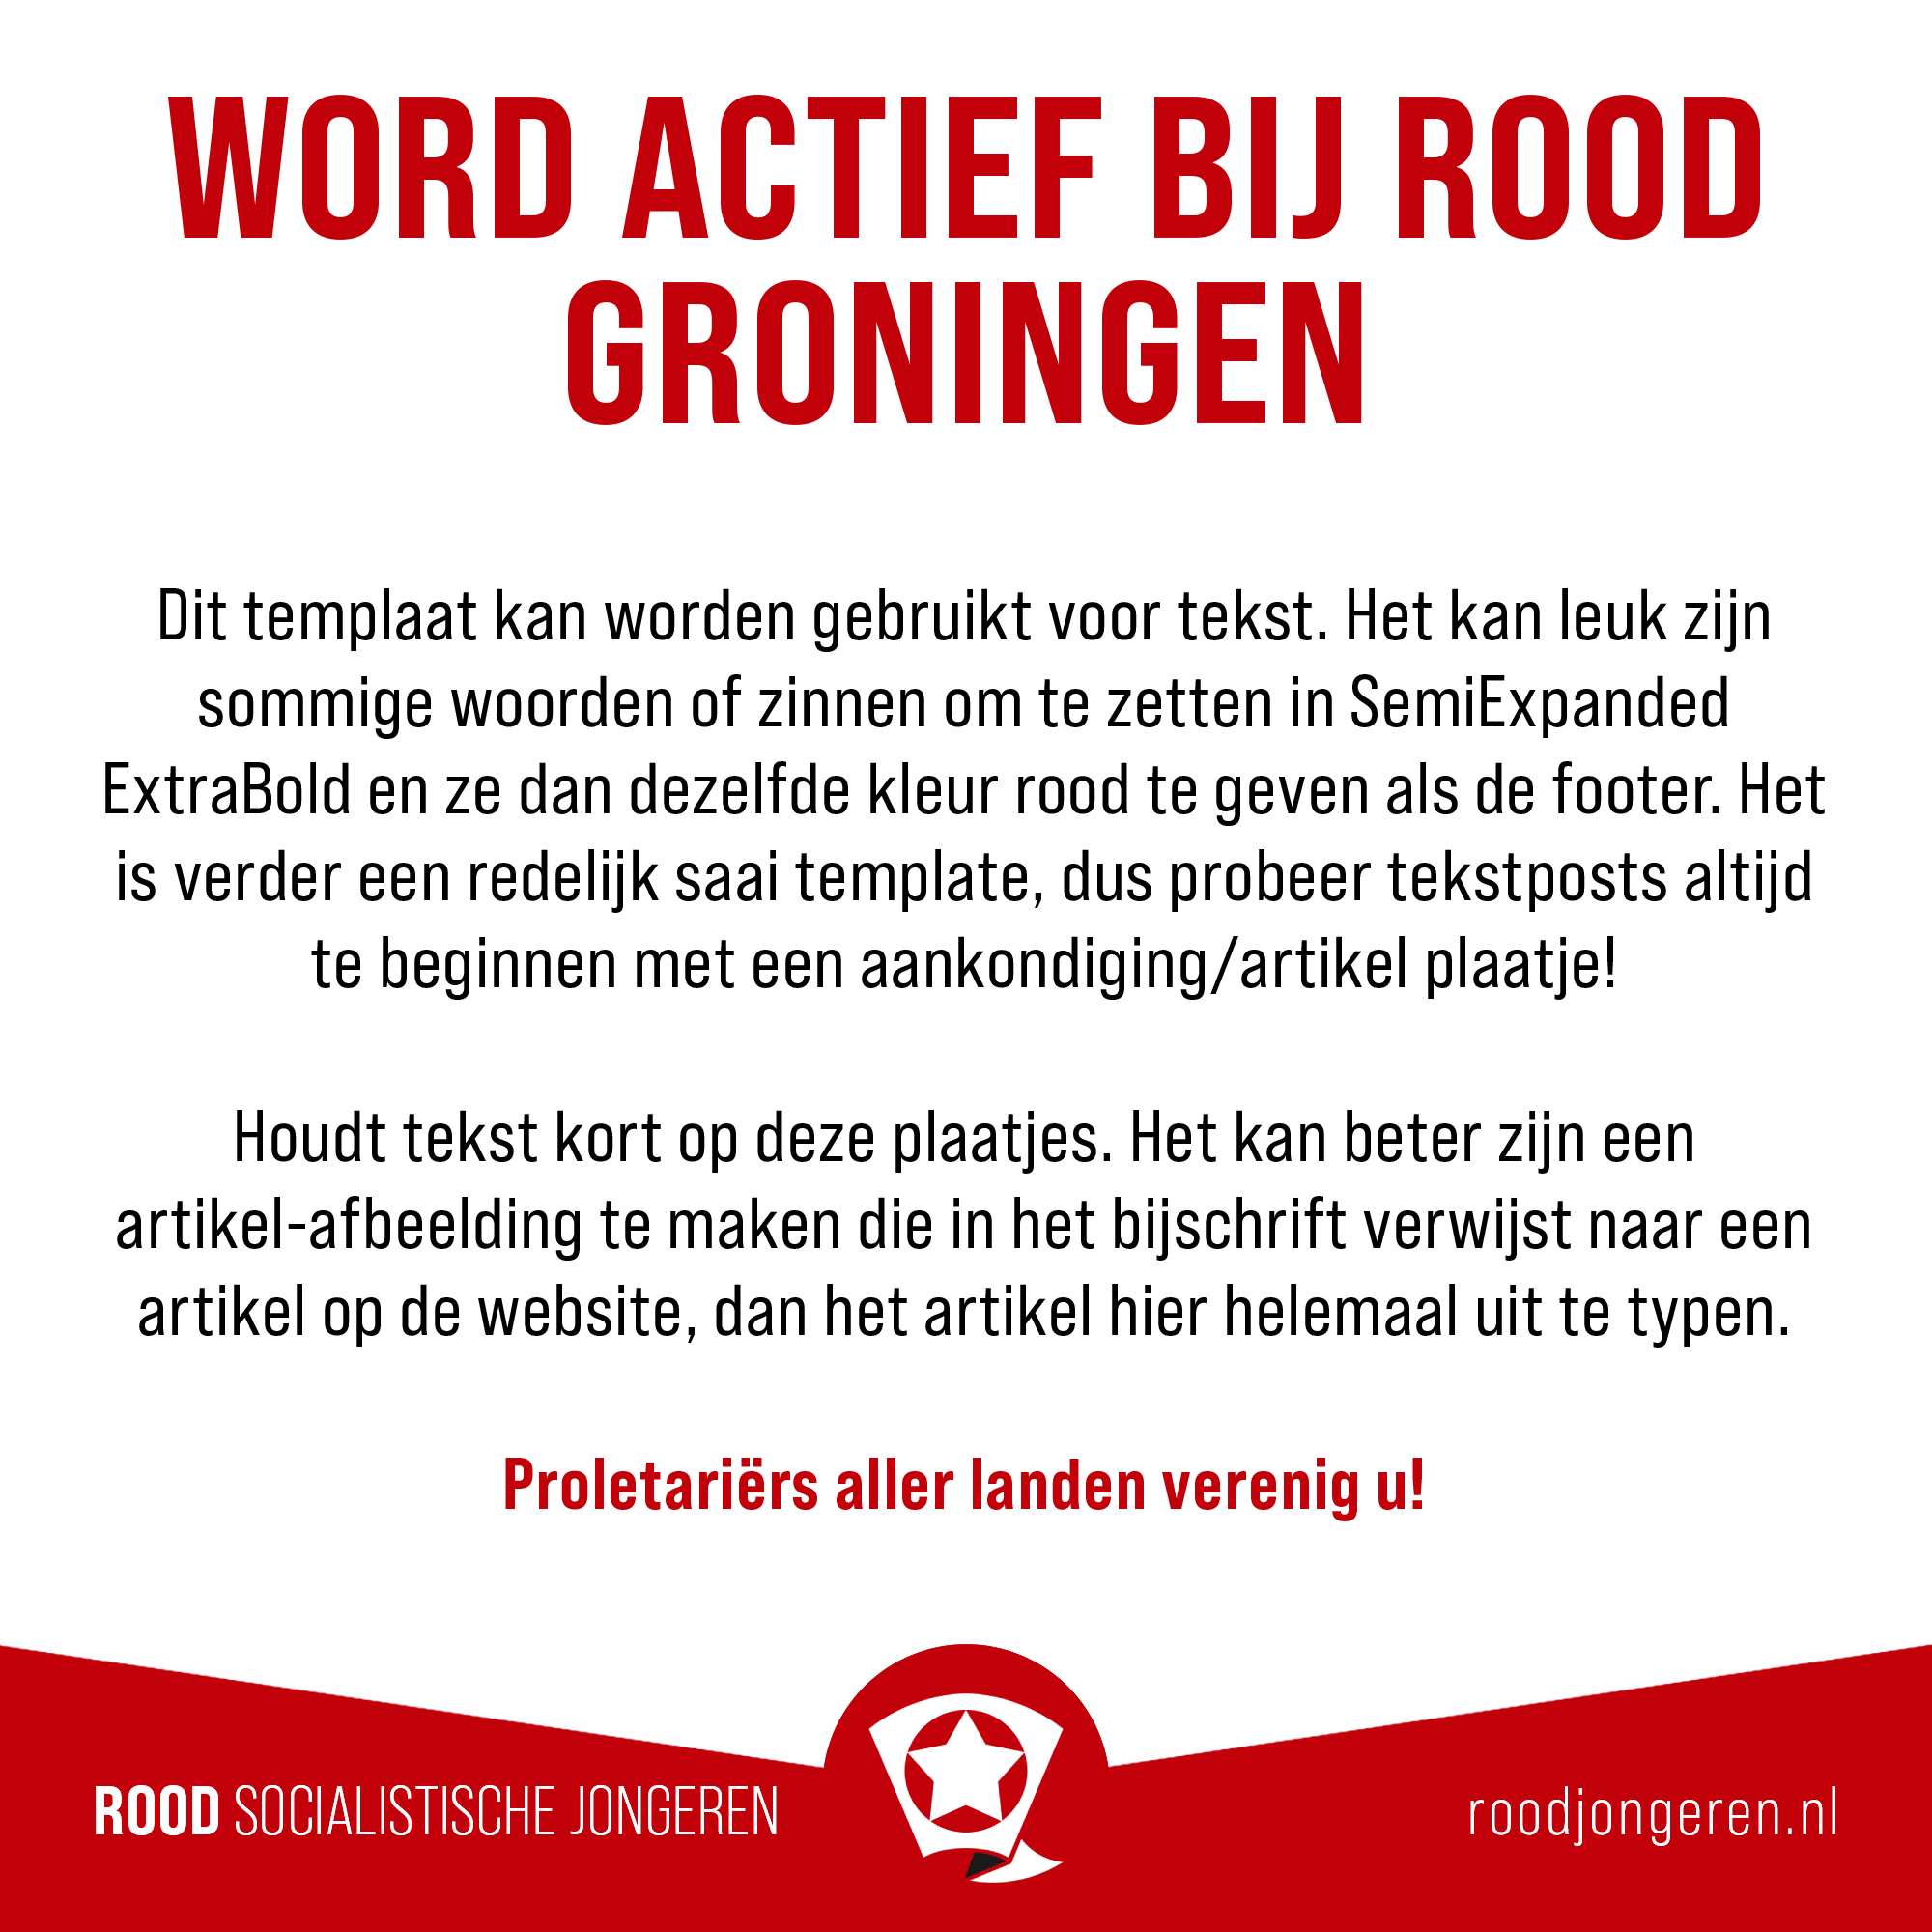 WORD ACTIEF BIJ ROOD
GRONINGEN
Dit templaat kan worden gebruikt voor tekst. Het kan leuk zijn
sommige woorden of zinnen om te zetten in SemiExpanded
ExtraBold en ze dan dezelfde kleur rood te geven als de footer. Het
is verder een redelijk saai template, dus probeer tekstposts altijd
te beginnen met een aankondiging/artikel plaatje!
Houdt tekst kort op deze plaatjes. Het kan beter zijn een
artikel-afbeelding te maken die in het bijschrift verwijst naar een
artikel op de website, dan het artikel hier helemaal uit te typen.
Proletariërs aller landen verenig u!
ROOD SOCIALISTISCHE JONGEREN
roodjongeren.nl